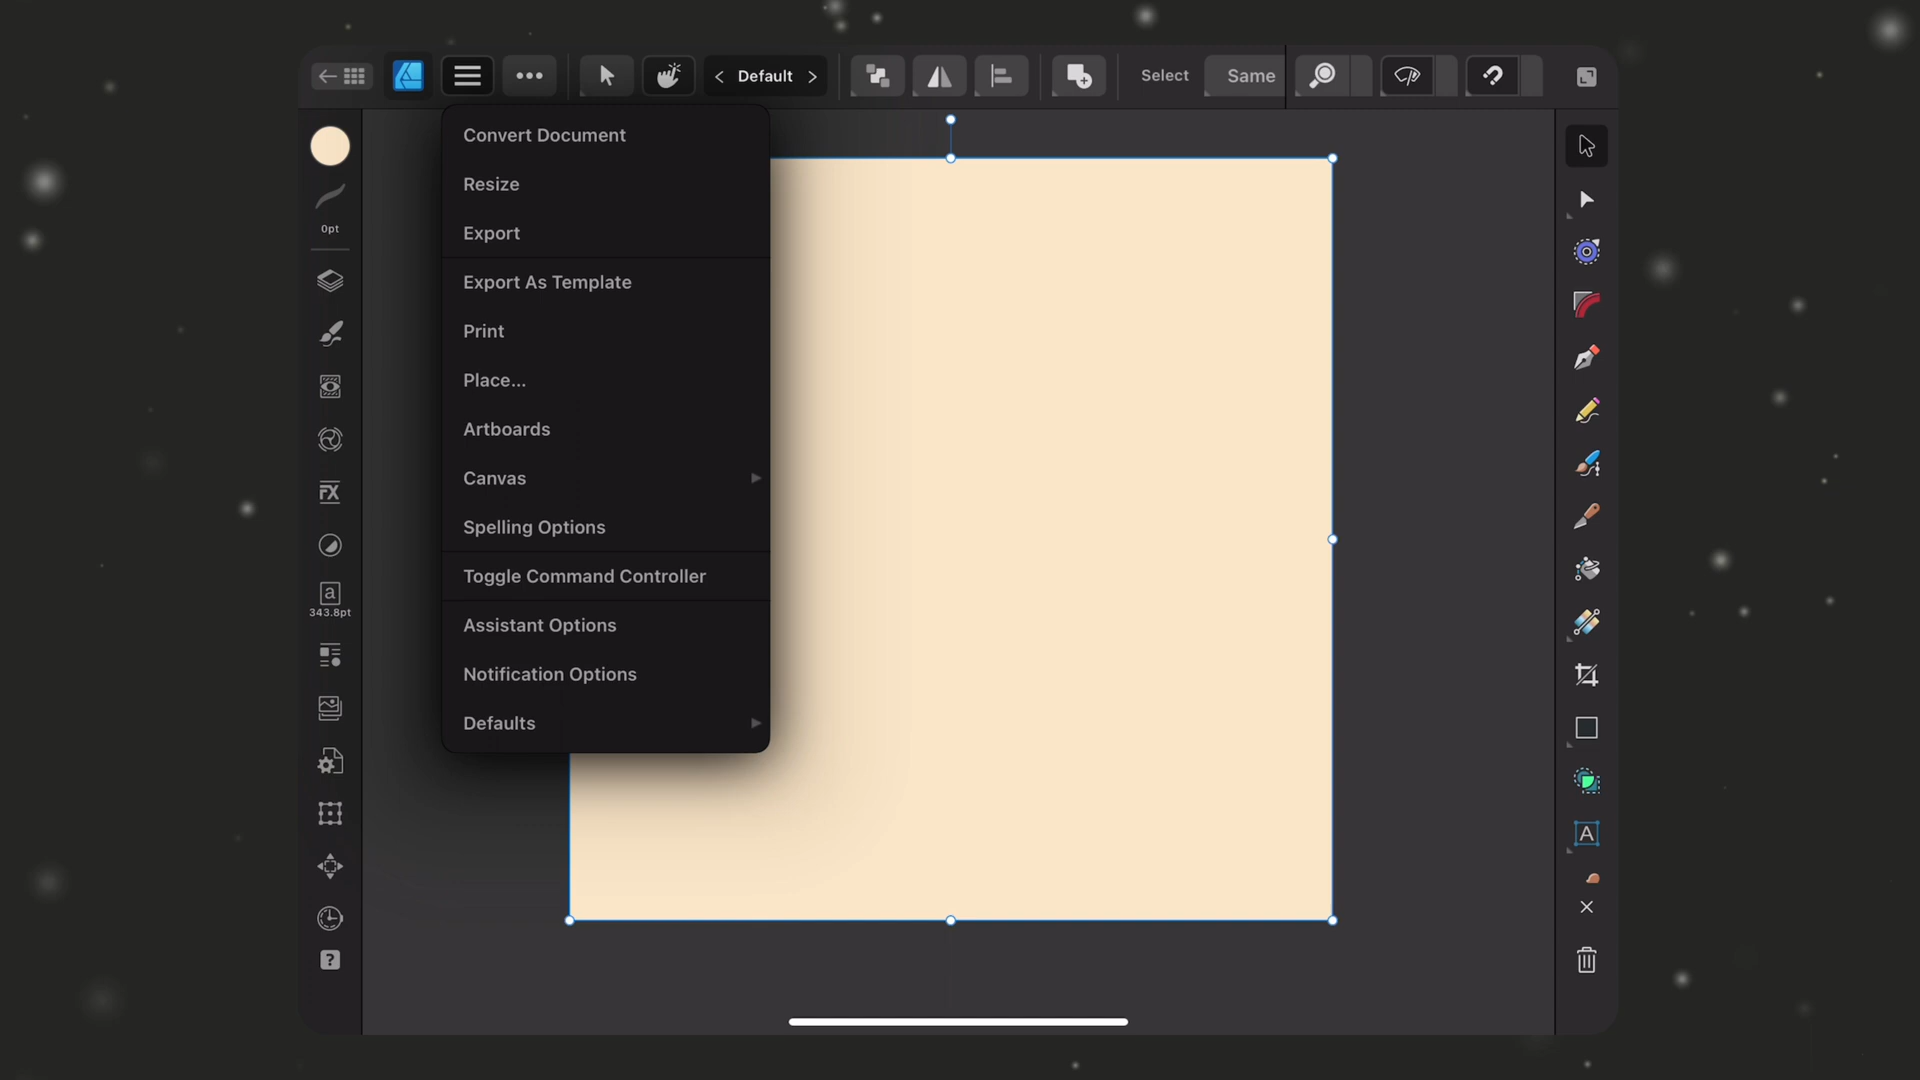 Default
Select
Same
0pt
343.8pt
Convert Document
Resize
Export
Export As Template
Print
Place...
Artboards
Canvas
Spelling Options
Toggle Command Controller
Assistant Options
Notification Options
Defaults
FX
a
A
?